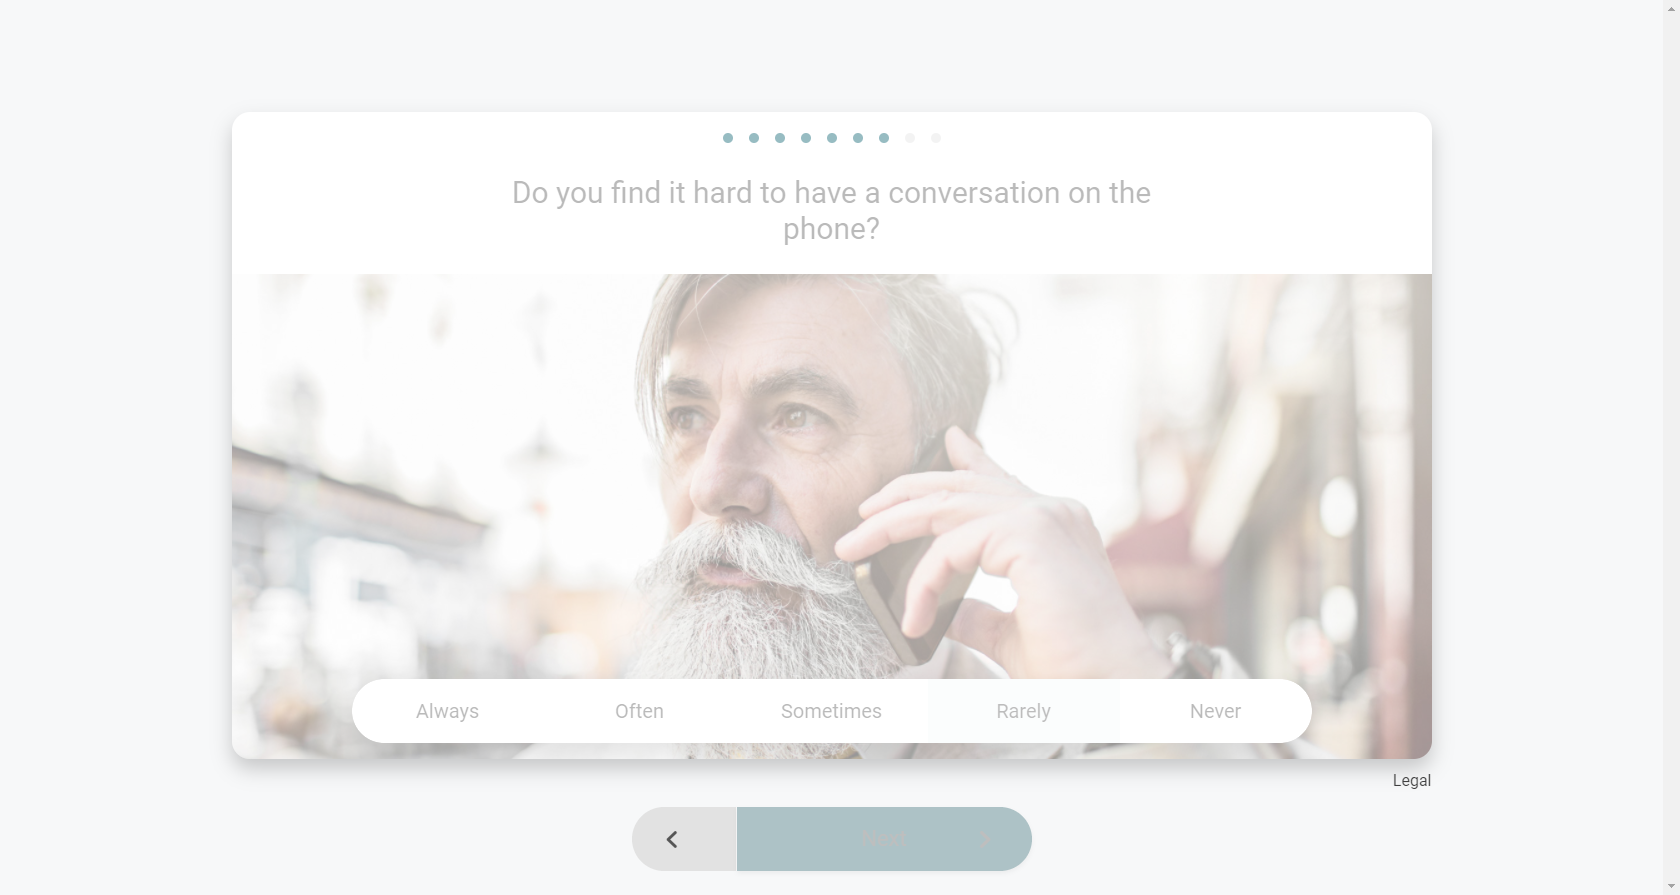 Do you find it hard to have a conversation on the
phone?
Always Often Sometimes Rarely Never
Legal
Next